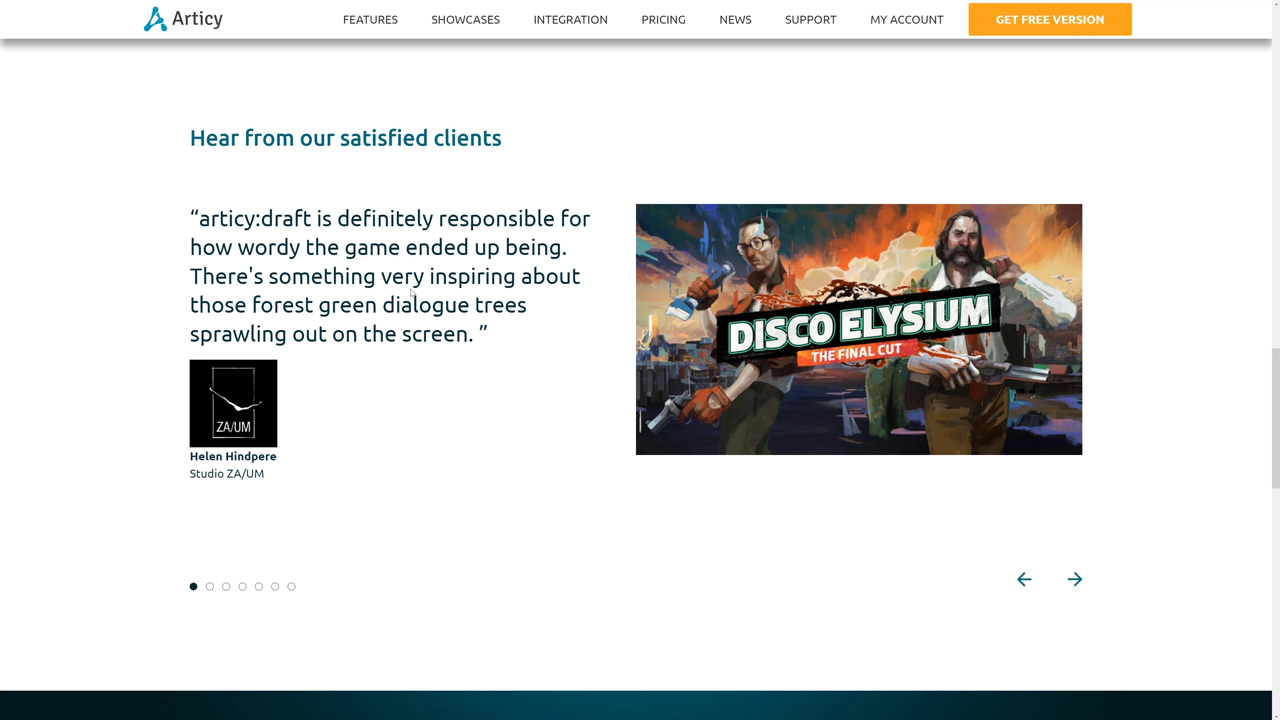 Articy
FEATURES
SHOWCASES
INTEGRATION
PRICING
NEWS
SUPPORT
MY ACCOUNT
GET FREE VERSION
Hear from our satisfied clients
“articy:draft is definitely responsible for
how wordy the game ended up being.
There's something very inspiring about
those forest green dialogue trees
sprawling out on the screen. ”
DISCO ELYSIUM
THE FINAL CUT
ZA/UM
Helen Hindpere
Studio ZA/UM